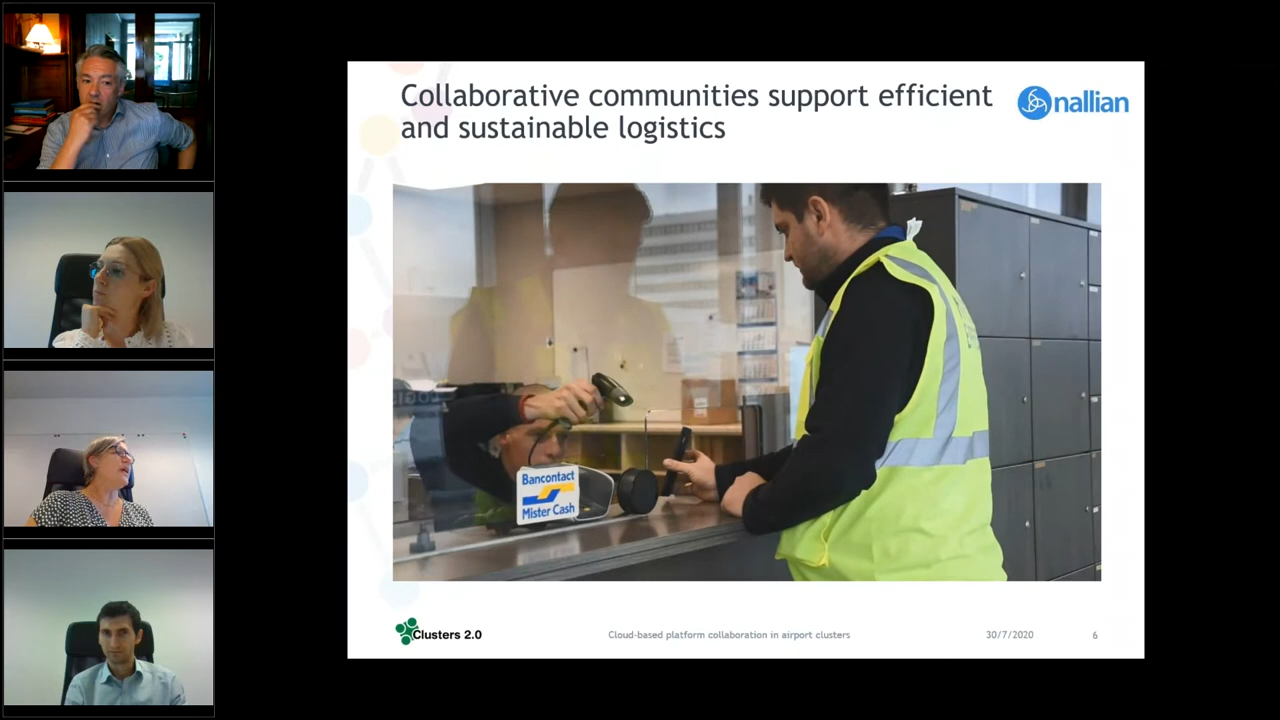 Collaborative communities support efficient
and sustainable logistics
nallian
Bancontact
Mister Cash
Clusters 2.0
Cloud-based platform collaboration in airport clusters
30/7/2020
6